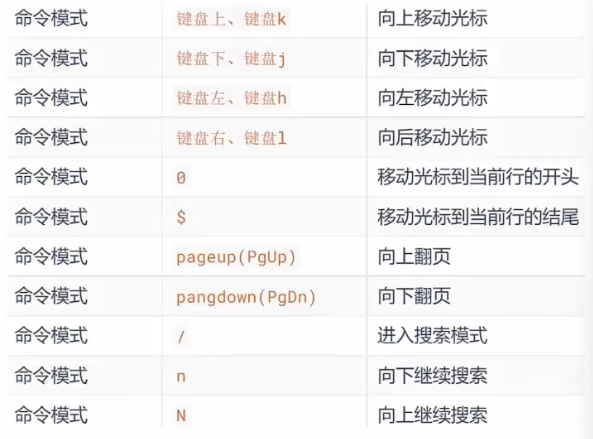 命令模式 键盘上、键盘k 向上移动光标
命令模式 键盘下、键盘j 向下移动光标
命令模式 键盘左、键盘h 向左移动光标
命令模式 键盘右、键盘l 向后移动光标
命令模式 0 移动光标到当前行的开头
命令模式 $ 移动光标到当前行的结尾
命令模式 pageup(PgUp) 向上翻页
命令模式 pangdown(PgDn) 向下翻页
命令模式 / 进入搜索模式
命令模式 n 向下继续搜索
命令模式 N 向上继续搜索